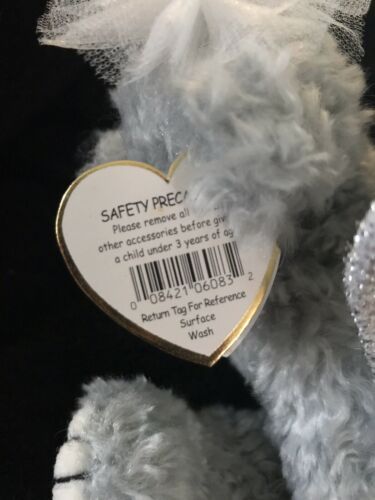 SAFETY PREC
Please remove all
other accessories before giv
a child under 3 years of ag
0 08421 06083 2
Return Tag For Reference
Surface
Wash